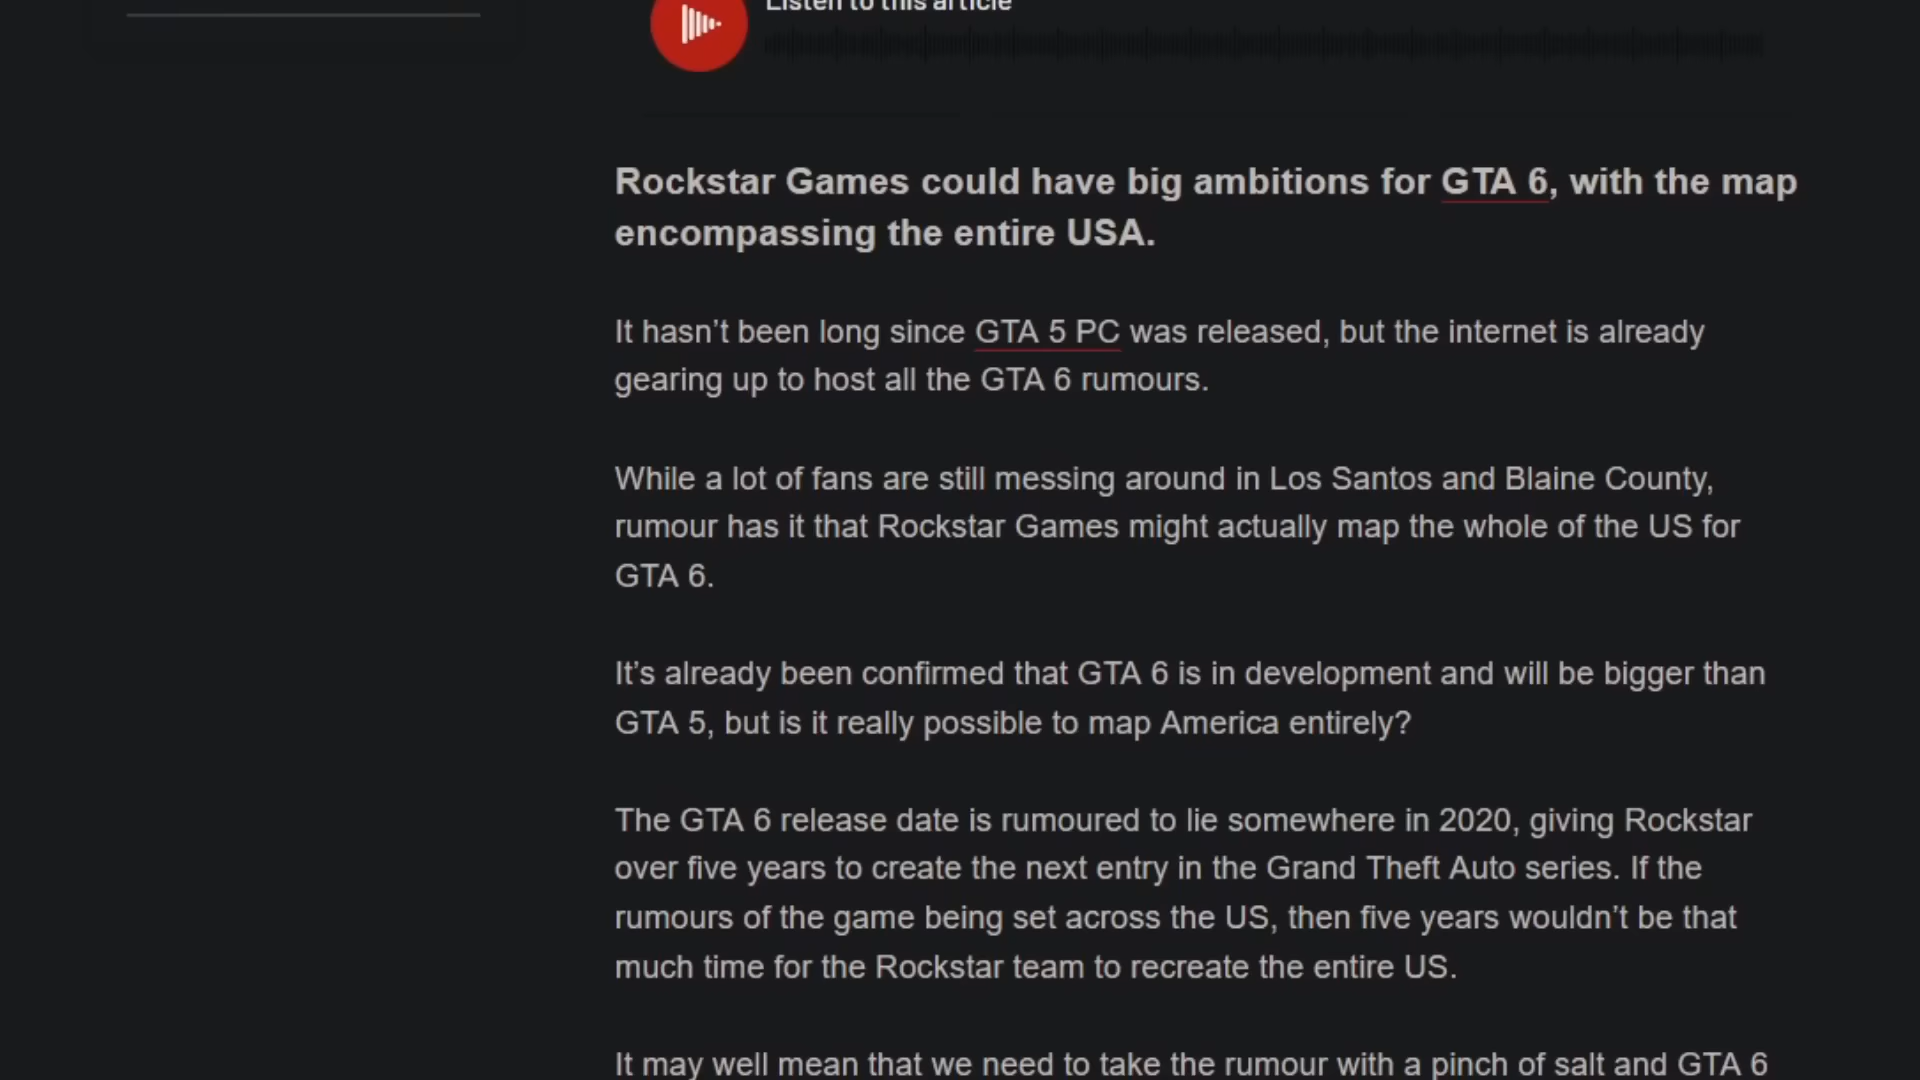 Listen to this article
Rockstar Games could have big ambitions for GTA 6, with the map
encompassing the entire USA.
It hasn’t been long since GTA 5 PC was released, but the internet is already
gearing up to host all the GTA 6 rumours.
While a lot of fans are still messing around in Los Santos and Blaine County,
rumour has it that Rockstar Games might actually map the whole of the US for
GTA 6.
It’s already been confirmed that GTA 6 is in development and will be bigger than
GTA 5, but is it really possible to map America entirely?
The GTA 6 release date is rumoured to lie somewhere in 2020, giving Rockstar
over five years to create the next entry in the Grand Theft Auto series. If the
rumours of the game being set across the US, then five years wouldn’t be that
much time for the Rockstar team to recreate the entire US.
It may well mean that we need to take the rumour with a pinch of salt and GTA 6